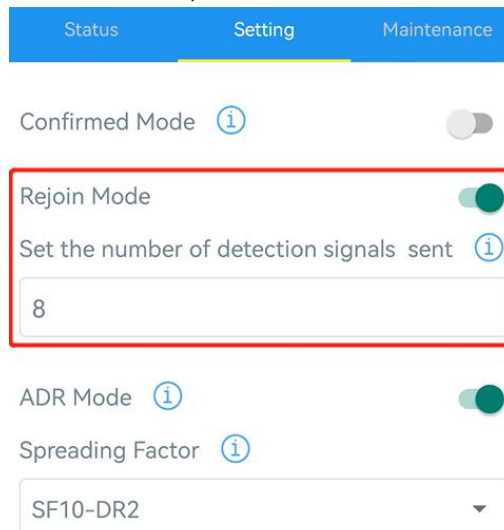 Status Setting Maintenance
Confirmed Mode
Rejoin Mode
Set the number of detection signals sent
8
ADR Mode
Spreading Factor
SF10-DR2